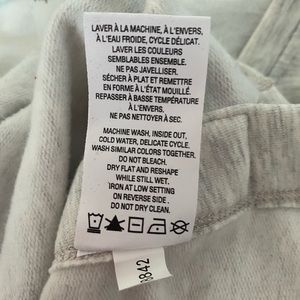 LAVER À LA MACHINE, À L'ENVERS,
À L'EAU FROIDE, CYCLE DÉLICAT.
LAVER LES COULEURS
SEMBLABLES ENSEMBLE.
NE PAS JAVELLISER.
SÉCHER À PLAT ET REMETTRE
EN FORME À L'ÉTAT MOUILLÉ.
REPASSER À BASSE TEMPÉRATURE
À L'ENVERS.
NE PAS NETTOYER À SEC.
MACHINE WASH, INSIDE OUT,
COLD WATER, DELICATE CYCLE.
WASH SIMILAR COLORS TOGETHER.
DO NOT BLEACH.
DRY FLAT AND RESHAPE
WHILE STILL WET.
IRON AT LOW SETTING
ON REVERSE SIDE.
DO NOT DRY CLEAN.
3842